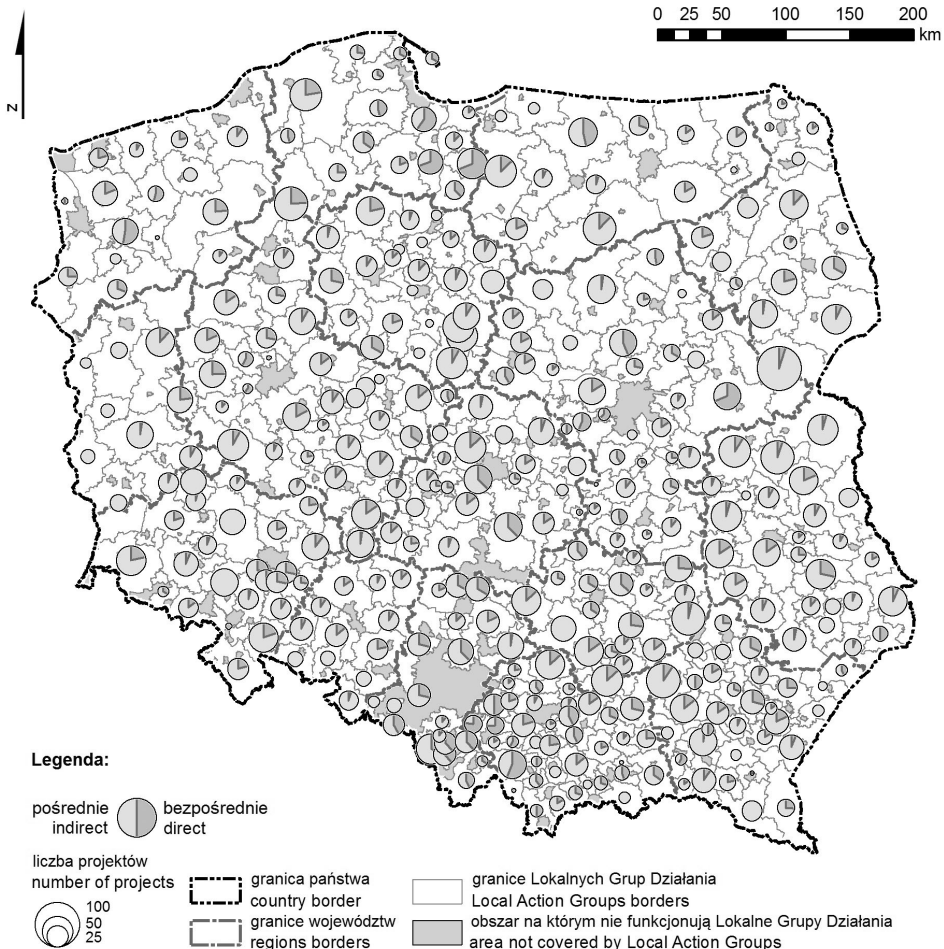 0 25 50 100 150 200
km
N
Legenda:
pośrednie bezpośrednie
indirect direct
liczba projektów
number of projects
100
50
25
granica państwa
country border
granice województw
regions borders
granice Lokalnych Grup Działania
Local Action Groups borders
obszar na którym nie funkcjonują Lokalne Grupy Działania
area not covered by Local Action Groups